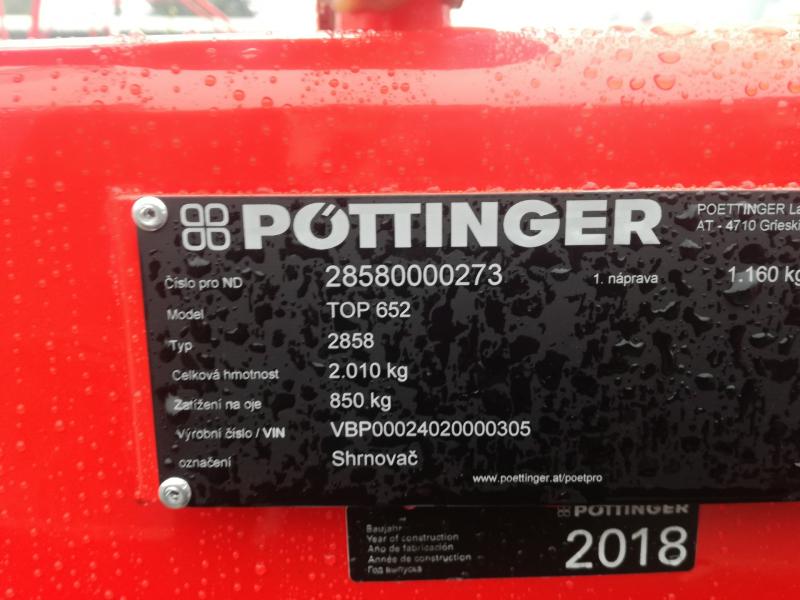 PÖTTINGER
POETTINGER
AT - 4710
Číslo pro ND 28580000273 1. náprava 1.160 kg
Model TOP 652
Typ 2858
Celková hmotnost 2.010 kg
Zatížení na oje 850 kg
Výrobní číslo / VIN VBP00024020000305
označení Shrnovač
www.poettinger.at/poetpro
PÖTTINGER
Baujahr
Year of construction
Año de fabricación
Année de construction
Год выпуска
2018